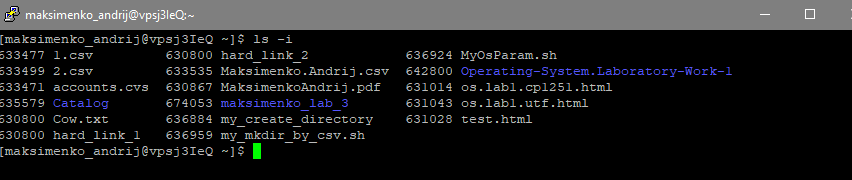 maksimenko_andrij@vpsj3IeQ:~
[maksimenko_andrij@vpsj3IeQ ~]$ ls -i
633477 1.csv 630800 hard_link_2 636924 MyOsParam.sh
633499 2.csv 633535 Maksimenko.Andrij.csv 642800 Operating-System.Laboratory-Work-1
633471 accounts.cvs 630867 MaksimenkoAndrij.pdf 631014 os.lab1.cp1251.html
635579 Catalog 674053 maksimenko_lab_3 631043 os.lab1.utf.html
630800 Cow.txt 636884 my_create_directory 631028 test.html
630800 hard_link_1 636959 my_mkdir_by_csv.sh
[maksimenko_andrij@vpsj3IeQ ~]$